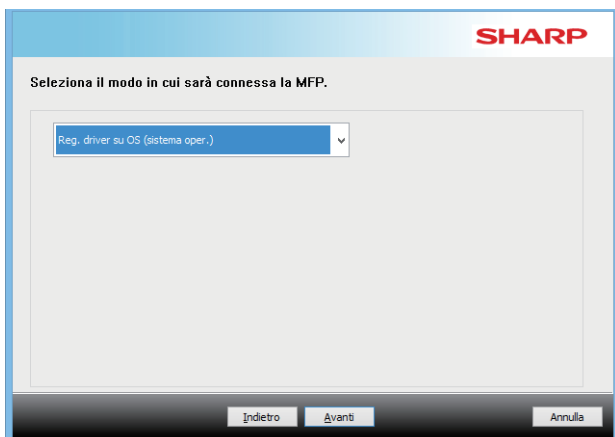 SHARP
Seleziona il modo in cui sarà connessa la MFP.
Reg. driver su OS (sistema oper.)
Indietro Avanti Annulla